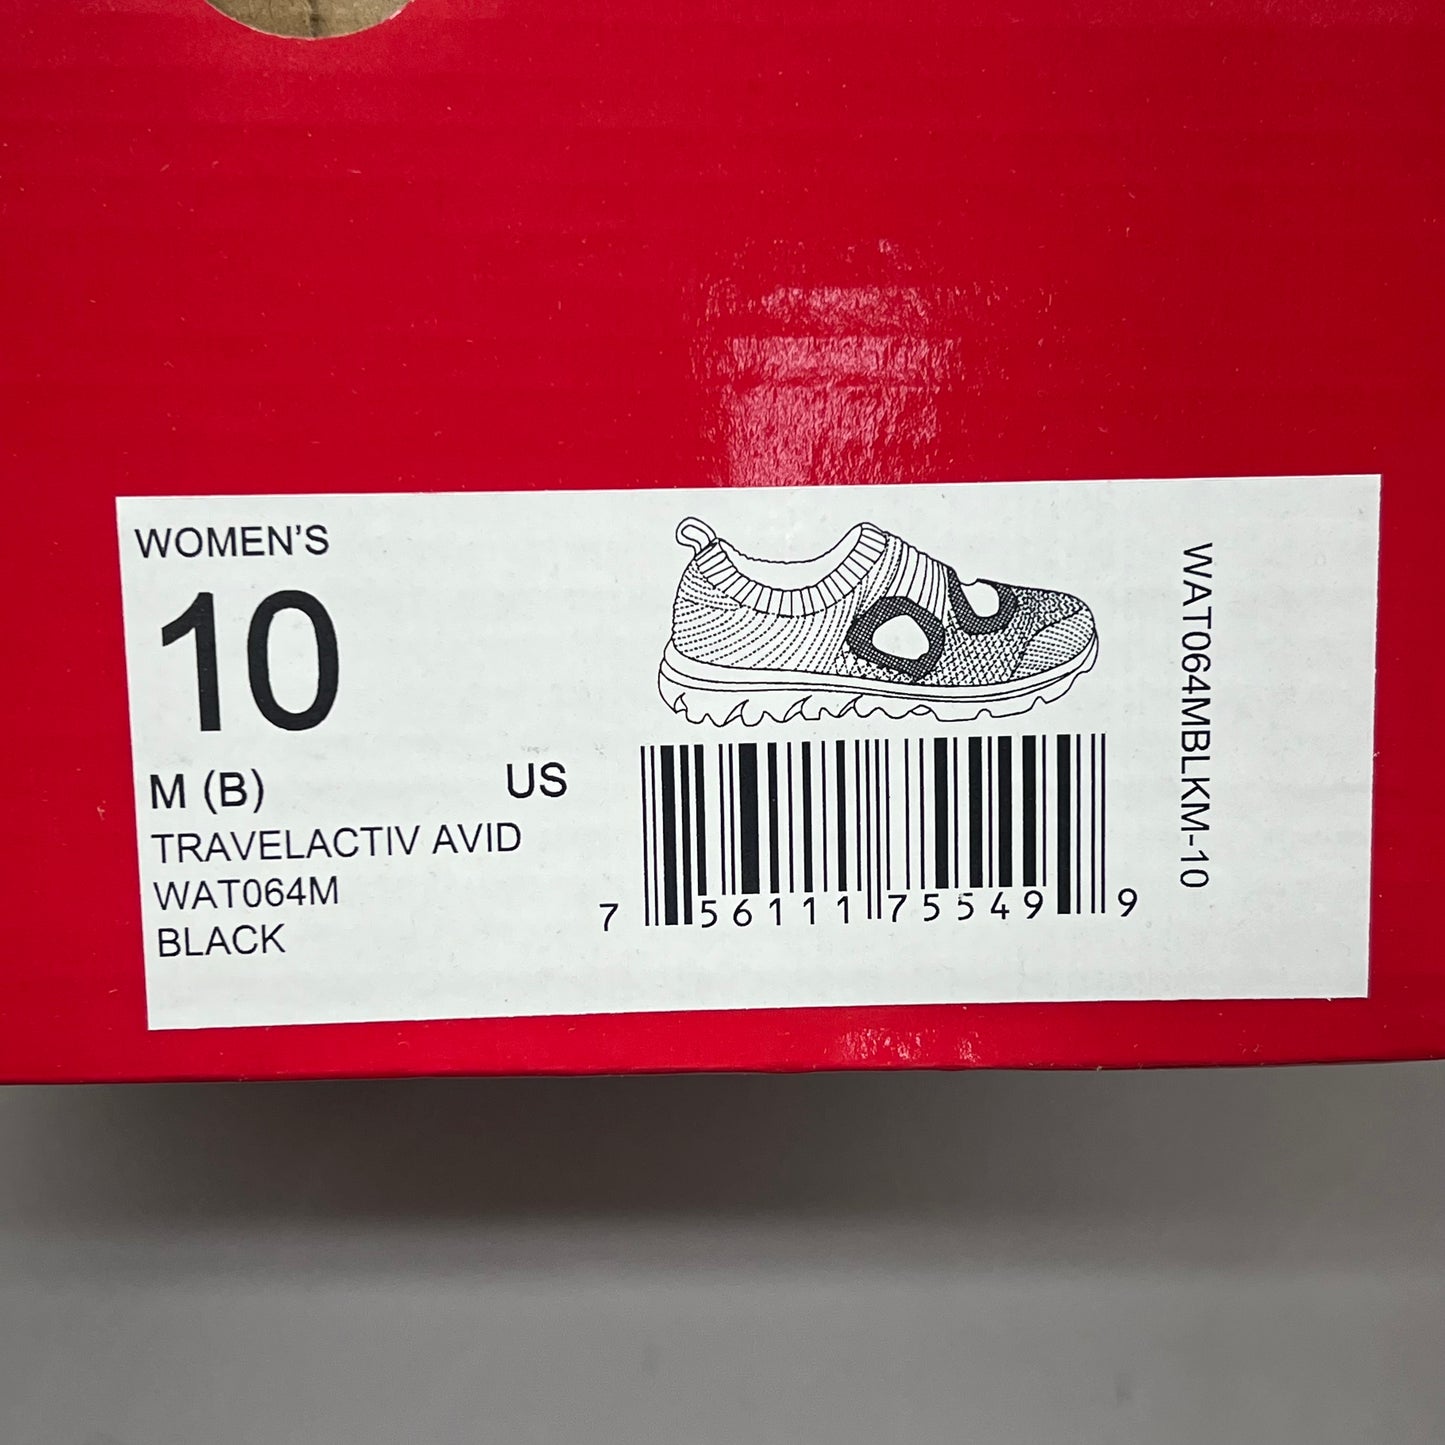 WOMEN'S
10
M (B) US
TRAVELACTIV AVID
WAT064M
BLACK
7 56111 75549 9
WAT064MBLKM-10